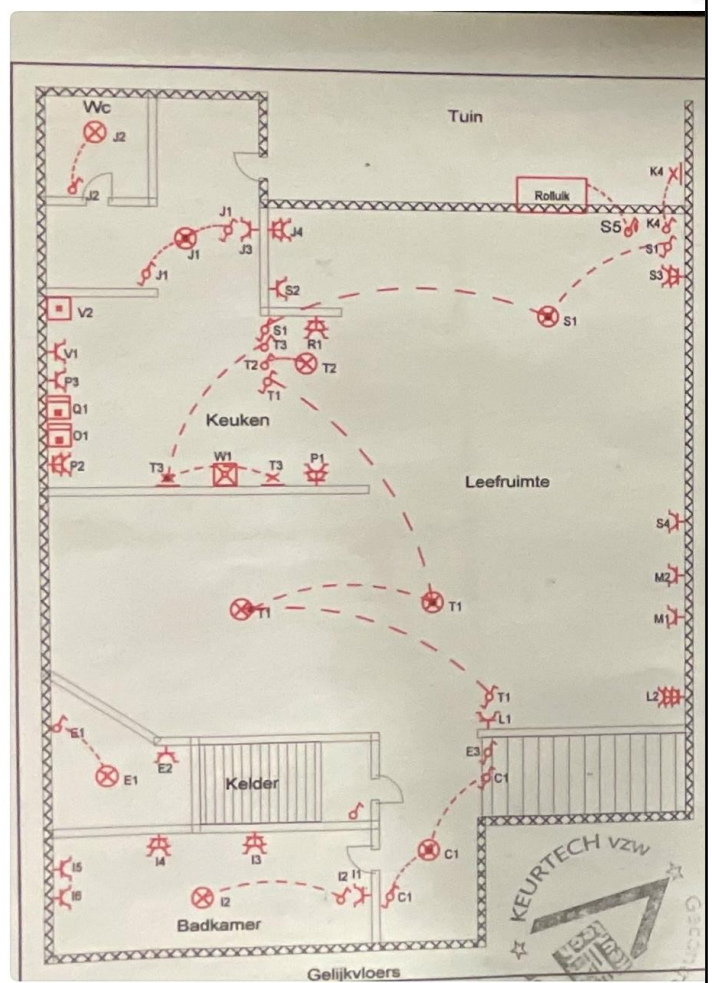 Wc
J2
Tuin
K4
J2
Rolluik
J1
S5
K4
J4
J3
J1
S1
J1
S3
S2
V2
S1
S1
T3
R1
V1
T2
T2
P3
T1
Q1
Keuken
O1
W1
P1
P2
T3
T3
Leefruimte
S4
M2
T1
T1
M1
T1
L2
L1
E1
E3
E2
E1
C1
Kelder
C1
KEURTECH VZW
I4
I3
I5
I2
I1
I6
I2
C1
Badkamer
Gelijkvloers